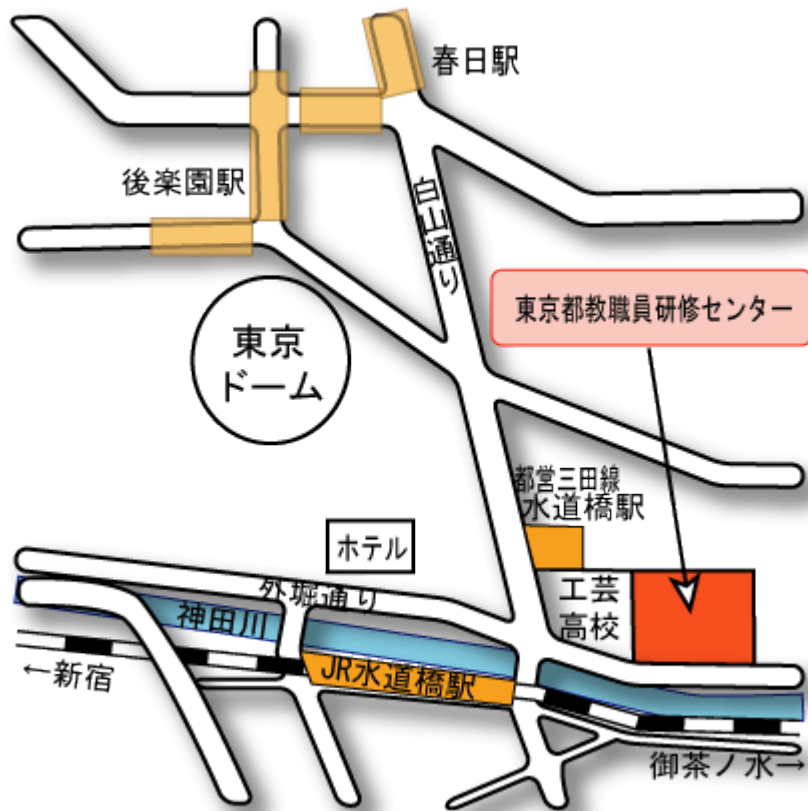 春日駅
後楽園駅
白山通り
東京都教職員研修センター
東京
ドーム
都営三田線
水道橋駅
ホテル
外堀通り
工芸
高校
神田川
JR水道橋駅
←新宿
御茶ノ水→